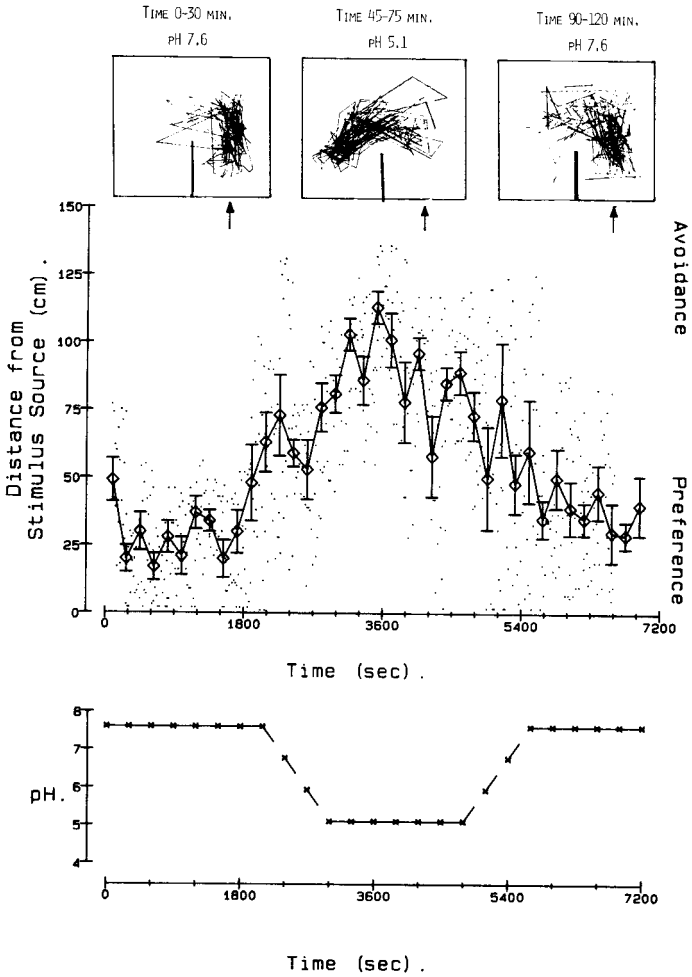 TIME 0-30 MIN.
pH 7.6
TIME 45-75 MIN.
pH 5.1
TIME 90-120 MIN.
pH 7.6
150
125
100
75
50
25
0
Distance from
Stimulus Source (cm).
Avoidance
Preference
0 1800 3600 5400 7200
Time (sec).
8
7
6
5
4
pH.
0 1800 3600 5400 7200
Time (sec).